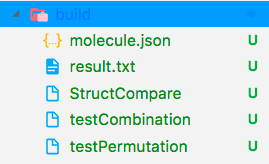 build
molecule.json U
result.txt U
StructCompare U
testCombination U
testPermutation U